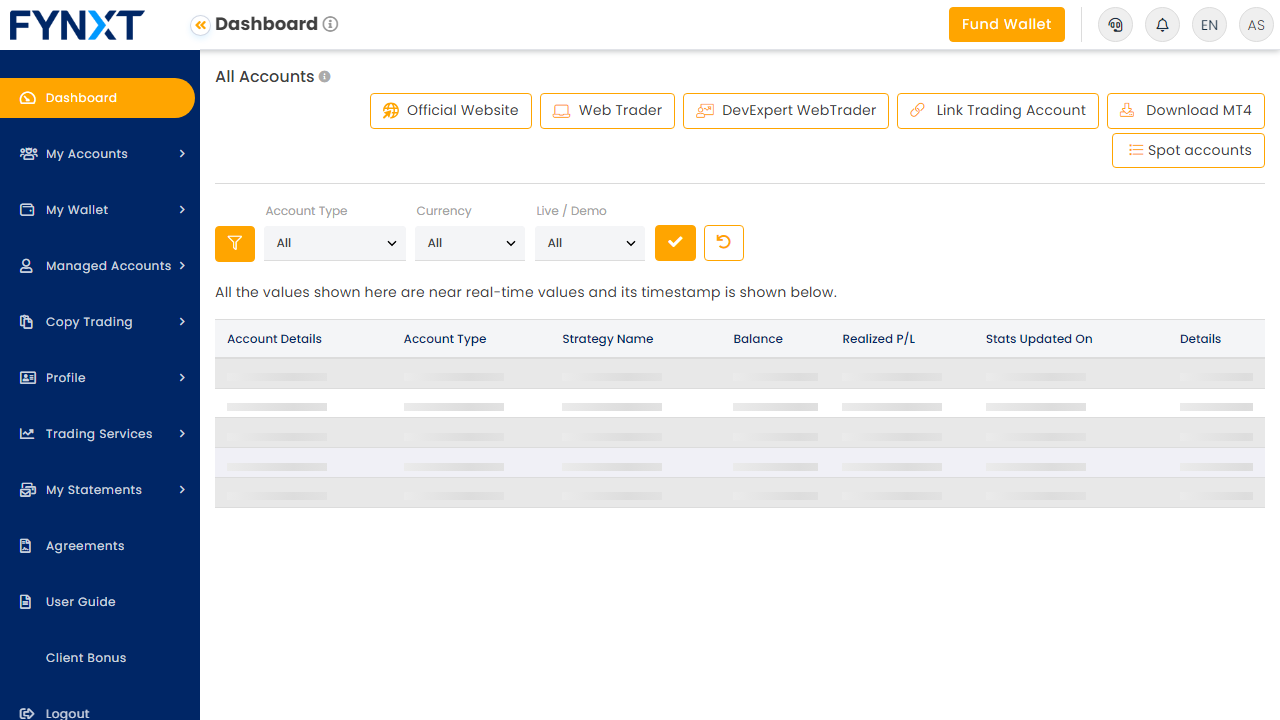 FYNXT
Dashboard
Fund Wallet
EN
AS
Dashboard
My Accounts
My Wallet
Managed Accounts
Copy Trading
Profile
Trading Services
My Statements
Agreements
User Guide
Client Bonus
Logout
All Accounts
Official Website
Web Trader
DevExpert WebTrader
Link Trading Account
Download MT4
Spot accounts
Account Type
Currency
Live / Demo
All
All
All
All the values shown here are near real-time values and its timestamp is shown below.
Account Details Account Type Strategy Name Balance Realized P/L Stats Updated On Details